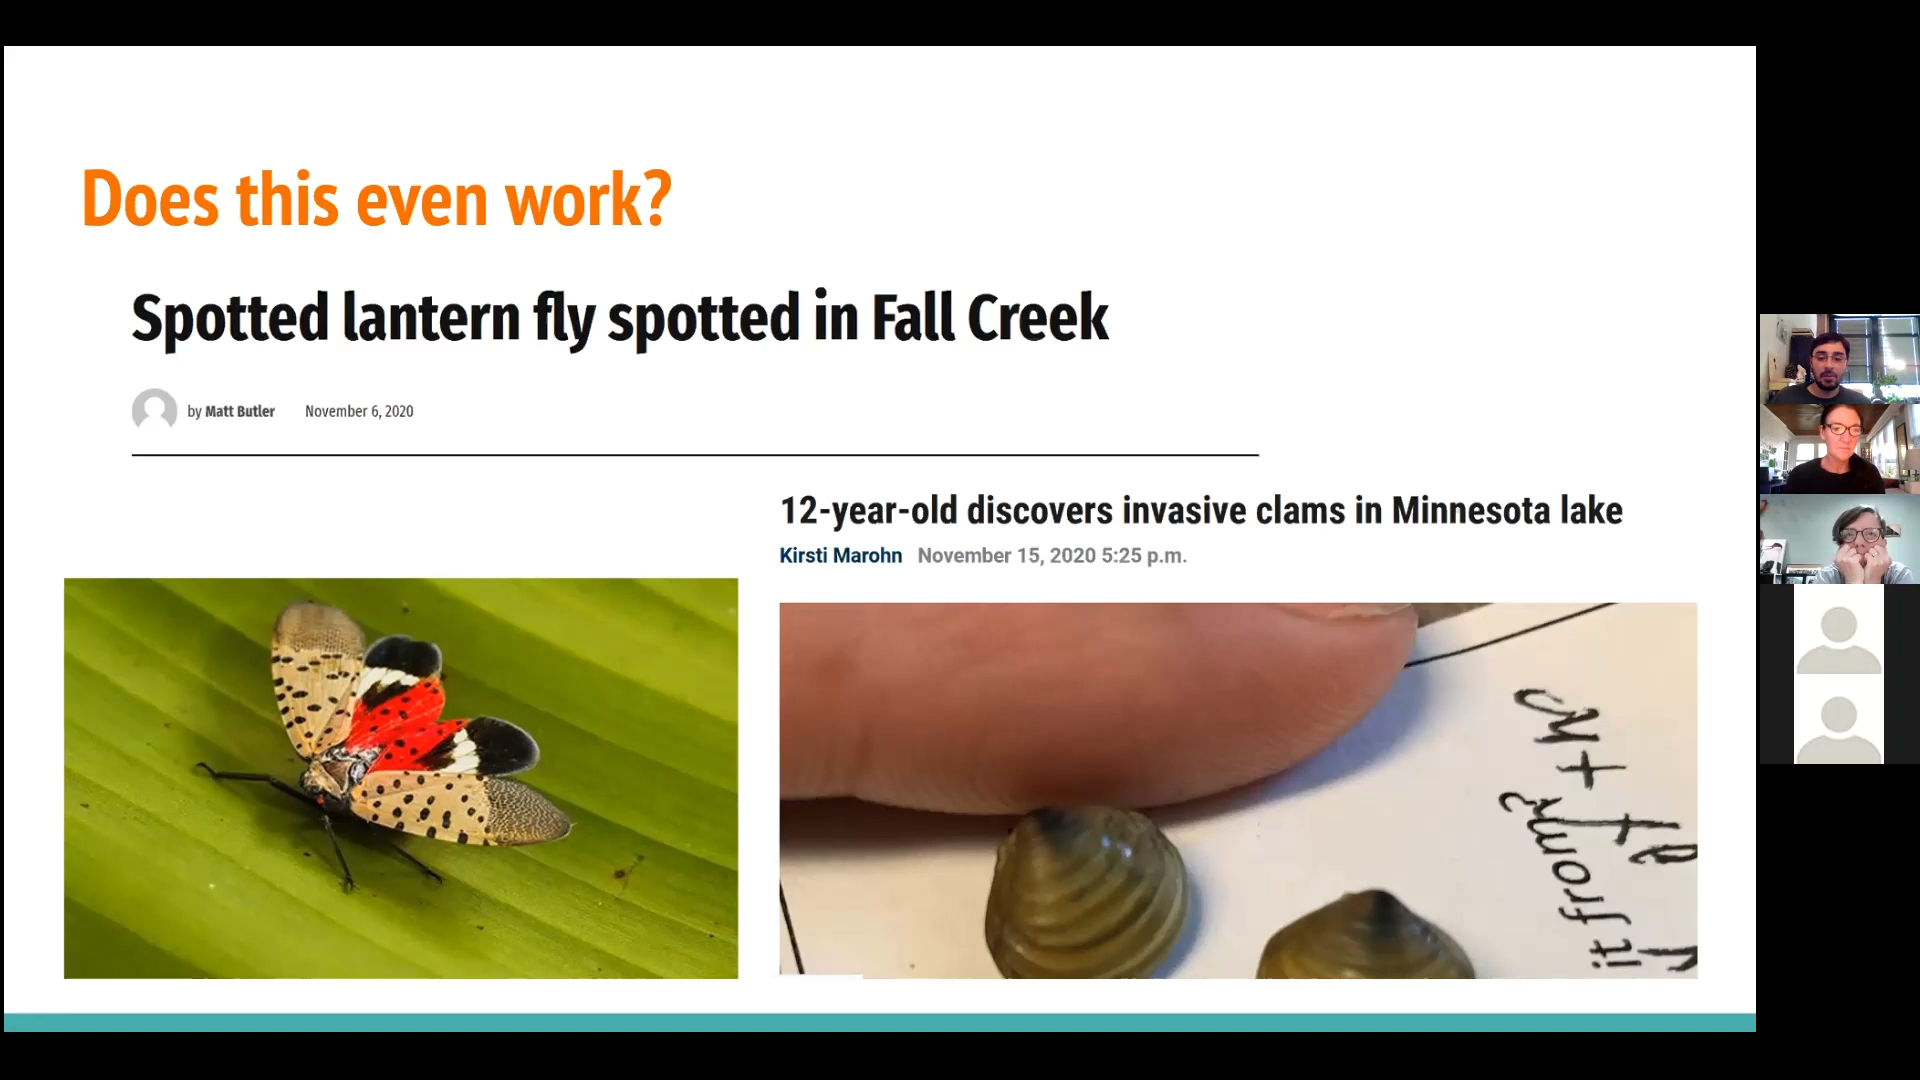 Does this even work?
Spotted lantern fly spotted in Fall Creek
by Matt Butler November 6, 2020
12-year-old discovers invasive clams in Minnesota lake
Kirsti Marohn November 15, 2020 5:25 p.m.